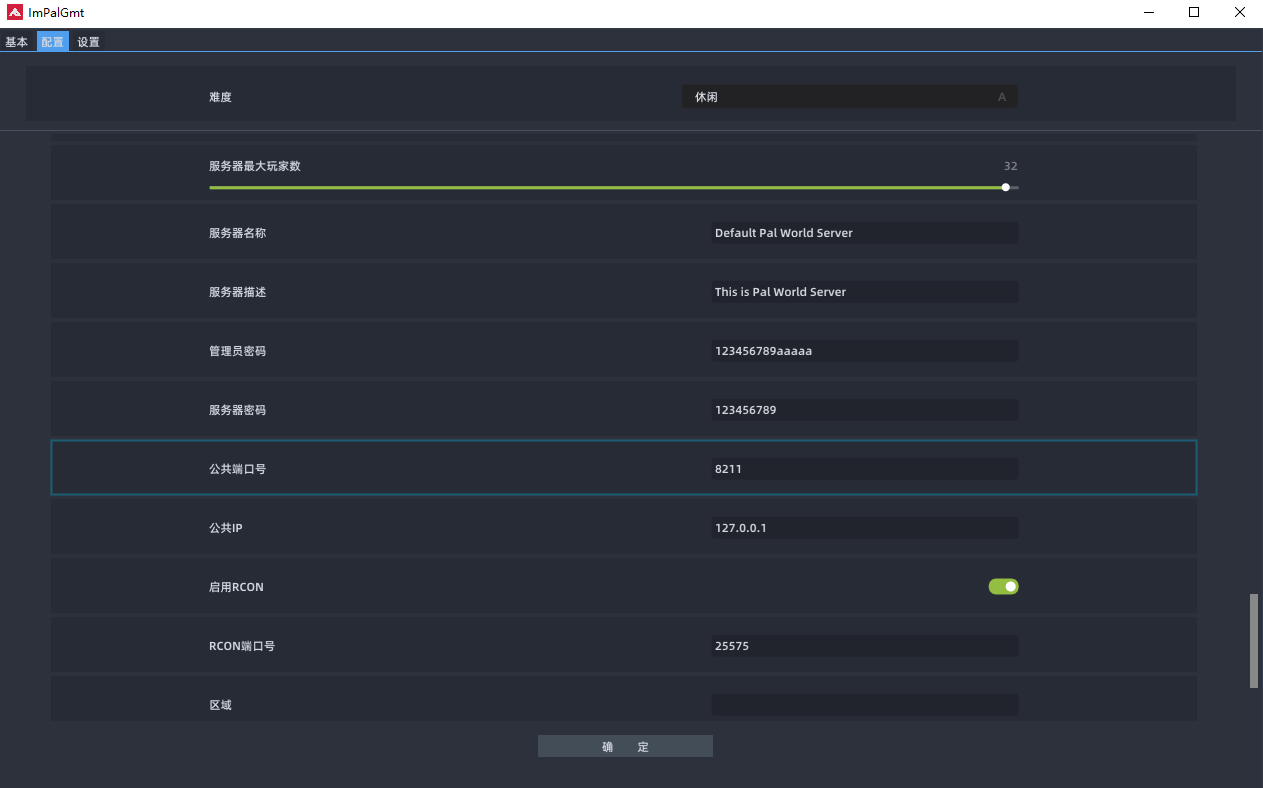 ImPalGmt
基本 配置 设置
难度 休闲 A
服务器最大玩家数 32
服务器名称 Default Pal World Server
服务器描述 This is Pal World Server
管理员密码 123456789aaaaa
服务器密码 123456789
公共端口号 8211
公共IP 127.0.0.1
启用RCON
RCON端口号 25575
区域
确 定